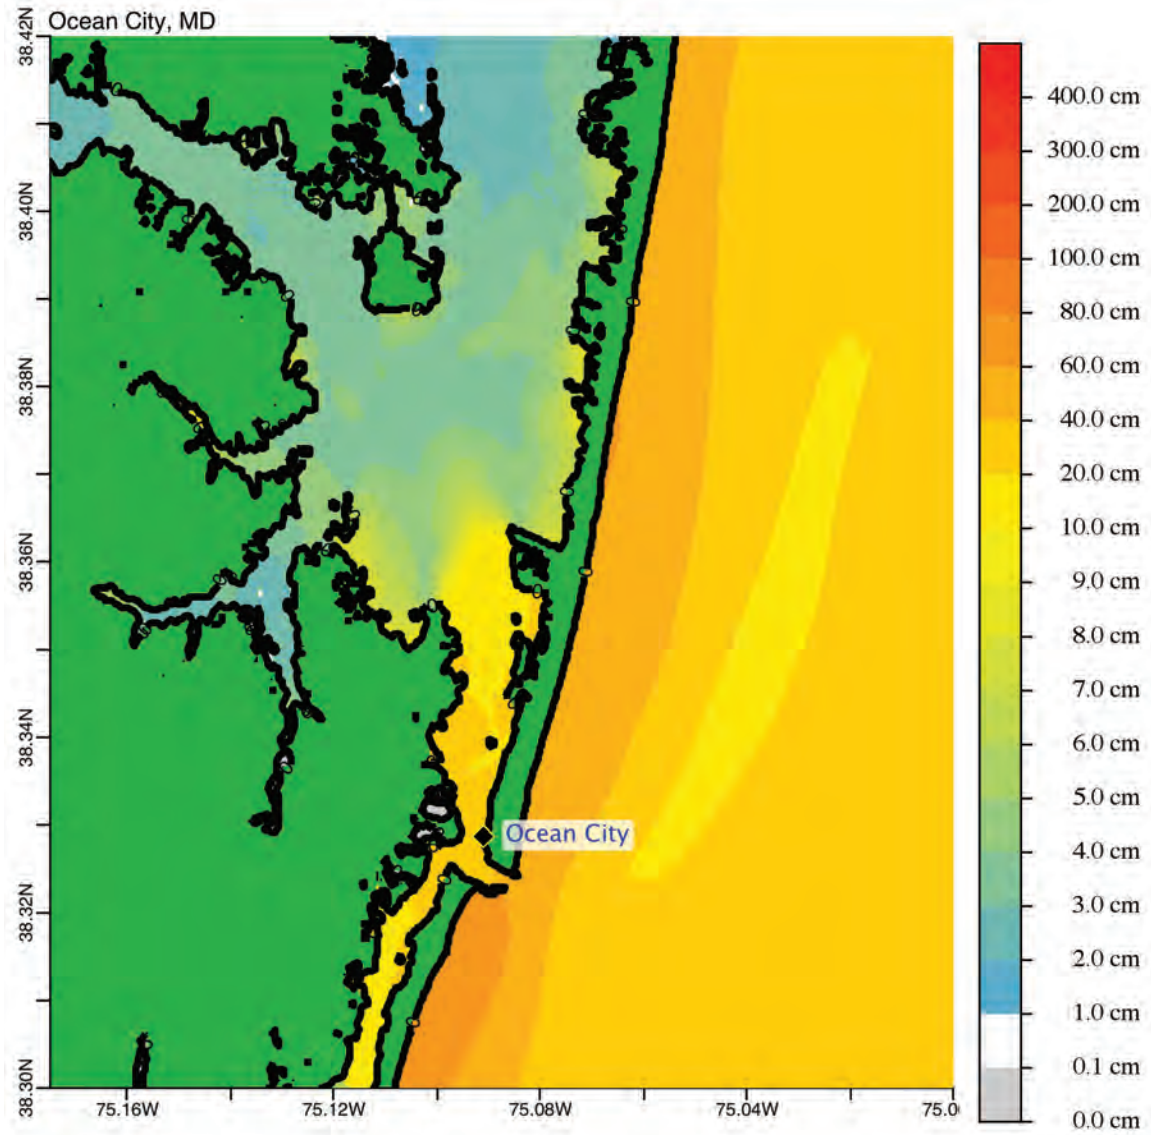 Ocean City, MD
38.42N
38.40N
38.38N
38.36N
38.34N
38.32N
38.30N
75.16W
75.12W
75.08W
75.04W
75.0
Ocean City
400.0 cm
300.0 cm
200.0 cm
100.0 cm
80.0 cm
60.0 cm
40.0 cm
20.0 cm
10.0 cm
9.0 cm
8.0 cm
7.0 cm
6.0 cm
5.0 cm
4.0 cm
3.0 cm
2.0 cm
1.0 cm
0.1 cm
0.0 cm